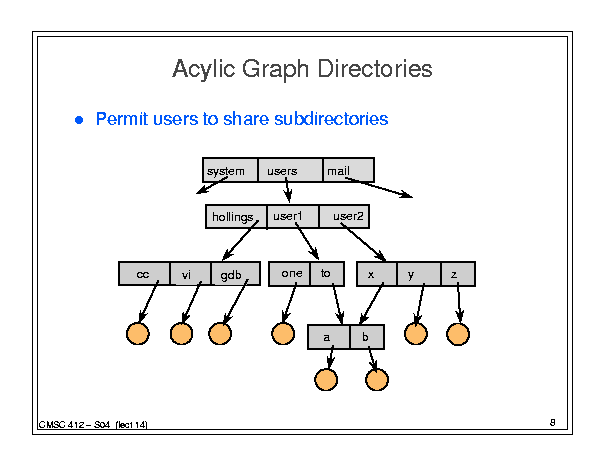 Acylic Graph Directories
● Permit users to share subdirectories
system users mail
hollings user1 user2
cc vi gdb one to x y z
a b
CMSC 412 – S04 (lect 14) 8